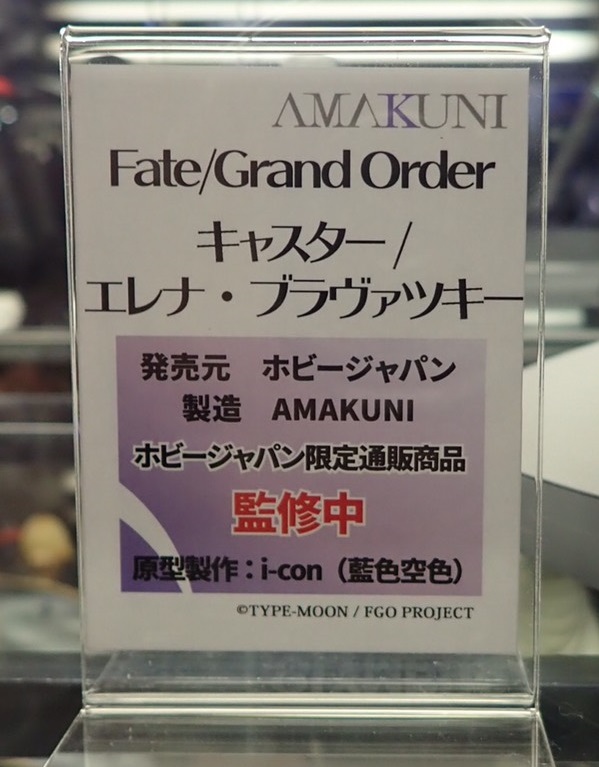 AMAKUNI
Fate/Grand Order
キャスター/
エレナ・ブラヴァツキー
発売元　ホビージャパン
製造　AMAKUNI
ホビージャパン限定通販商品
監修中
原型製作：i-con（藍色空色）
©TYPE-MOON / FGO PROJECT